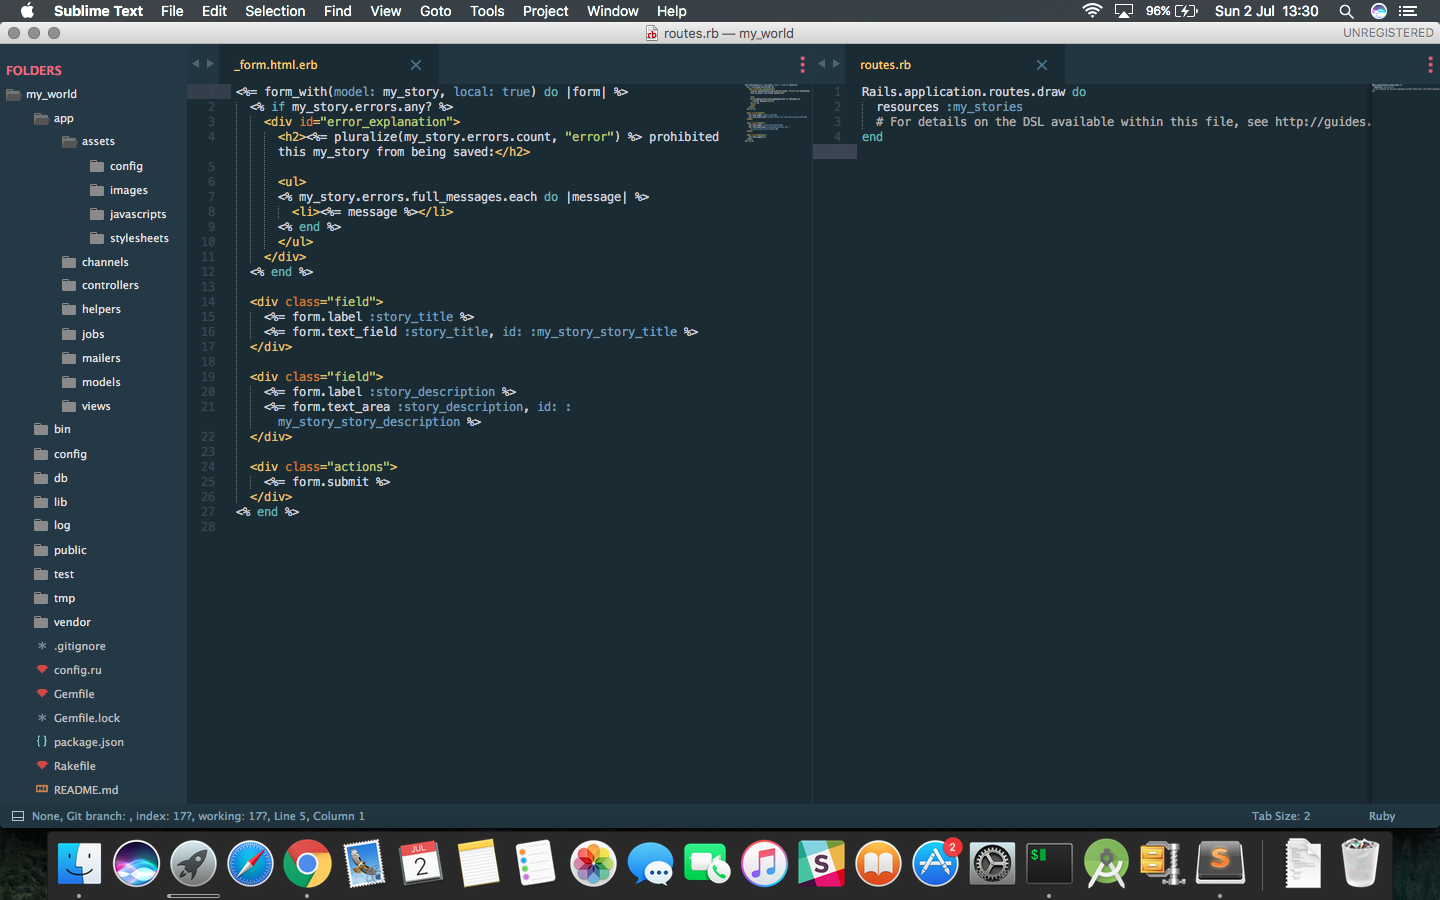 Sublime Text File Edit Selection Find View Goto Tools Project Window Help 96% Sun 2 Jul 13:30
routes.rb — my_world UNREGISTERED
FOLDERS
my_world
app
assets
config
images
javascripts
stylesheets
channels
controllers
helpers
jobs
mailers
models
views
bin
config
db
lib
log
public
test
tmp
vendor
.gitignore
config.ru
Gemfile
Gemfile.lock
package.json
Rakefile
README.md
_form.html.erb
1 <%= form_with(model: my_story, local: true) do |form| %>
2 <% if my_story.errors.any? %>
3 <div id="error_explanation">
4 <h2><%= pluralize(my_story.errors.count, "error") %> prohibited
this my_story from being saved:</h2>
5
6 <ul>
7 <% my_story.errors.full_messages.each do |message| %>
8 <li><%= message %></li>
9 <% end %>
10 </ul>
11 </div>
12 <% end %>
13
14 <div class="field">
15 <%= form.label :story_title %>
16 <%= form.text_field :story_title, id: :my_story_story_title %>
17 </div>
18
19 <div class="field">
20 <%= form.label :story_description %>
21 <%= form.text_area :story_description, id: :
my_story_story_description %>
22 </div>
23
24 <div class="actions">
25 <%= form.submit %>
26 </div>
27 <% end %>
28
routes.rb
1 Rails.application.routes.draw do
2 resources :my_stories
3 # For details on the DSL available within this file, see http://guides.
4 end
None, Git branch: , index: 17?, working: 17?, Line 5, Column 1 Tab Size: 2 Ruby
JUL
2
2
$
S